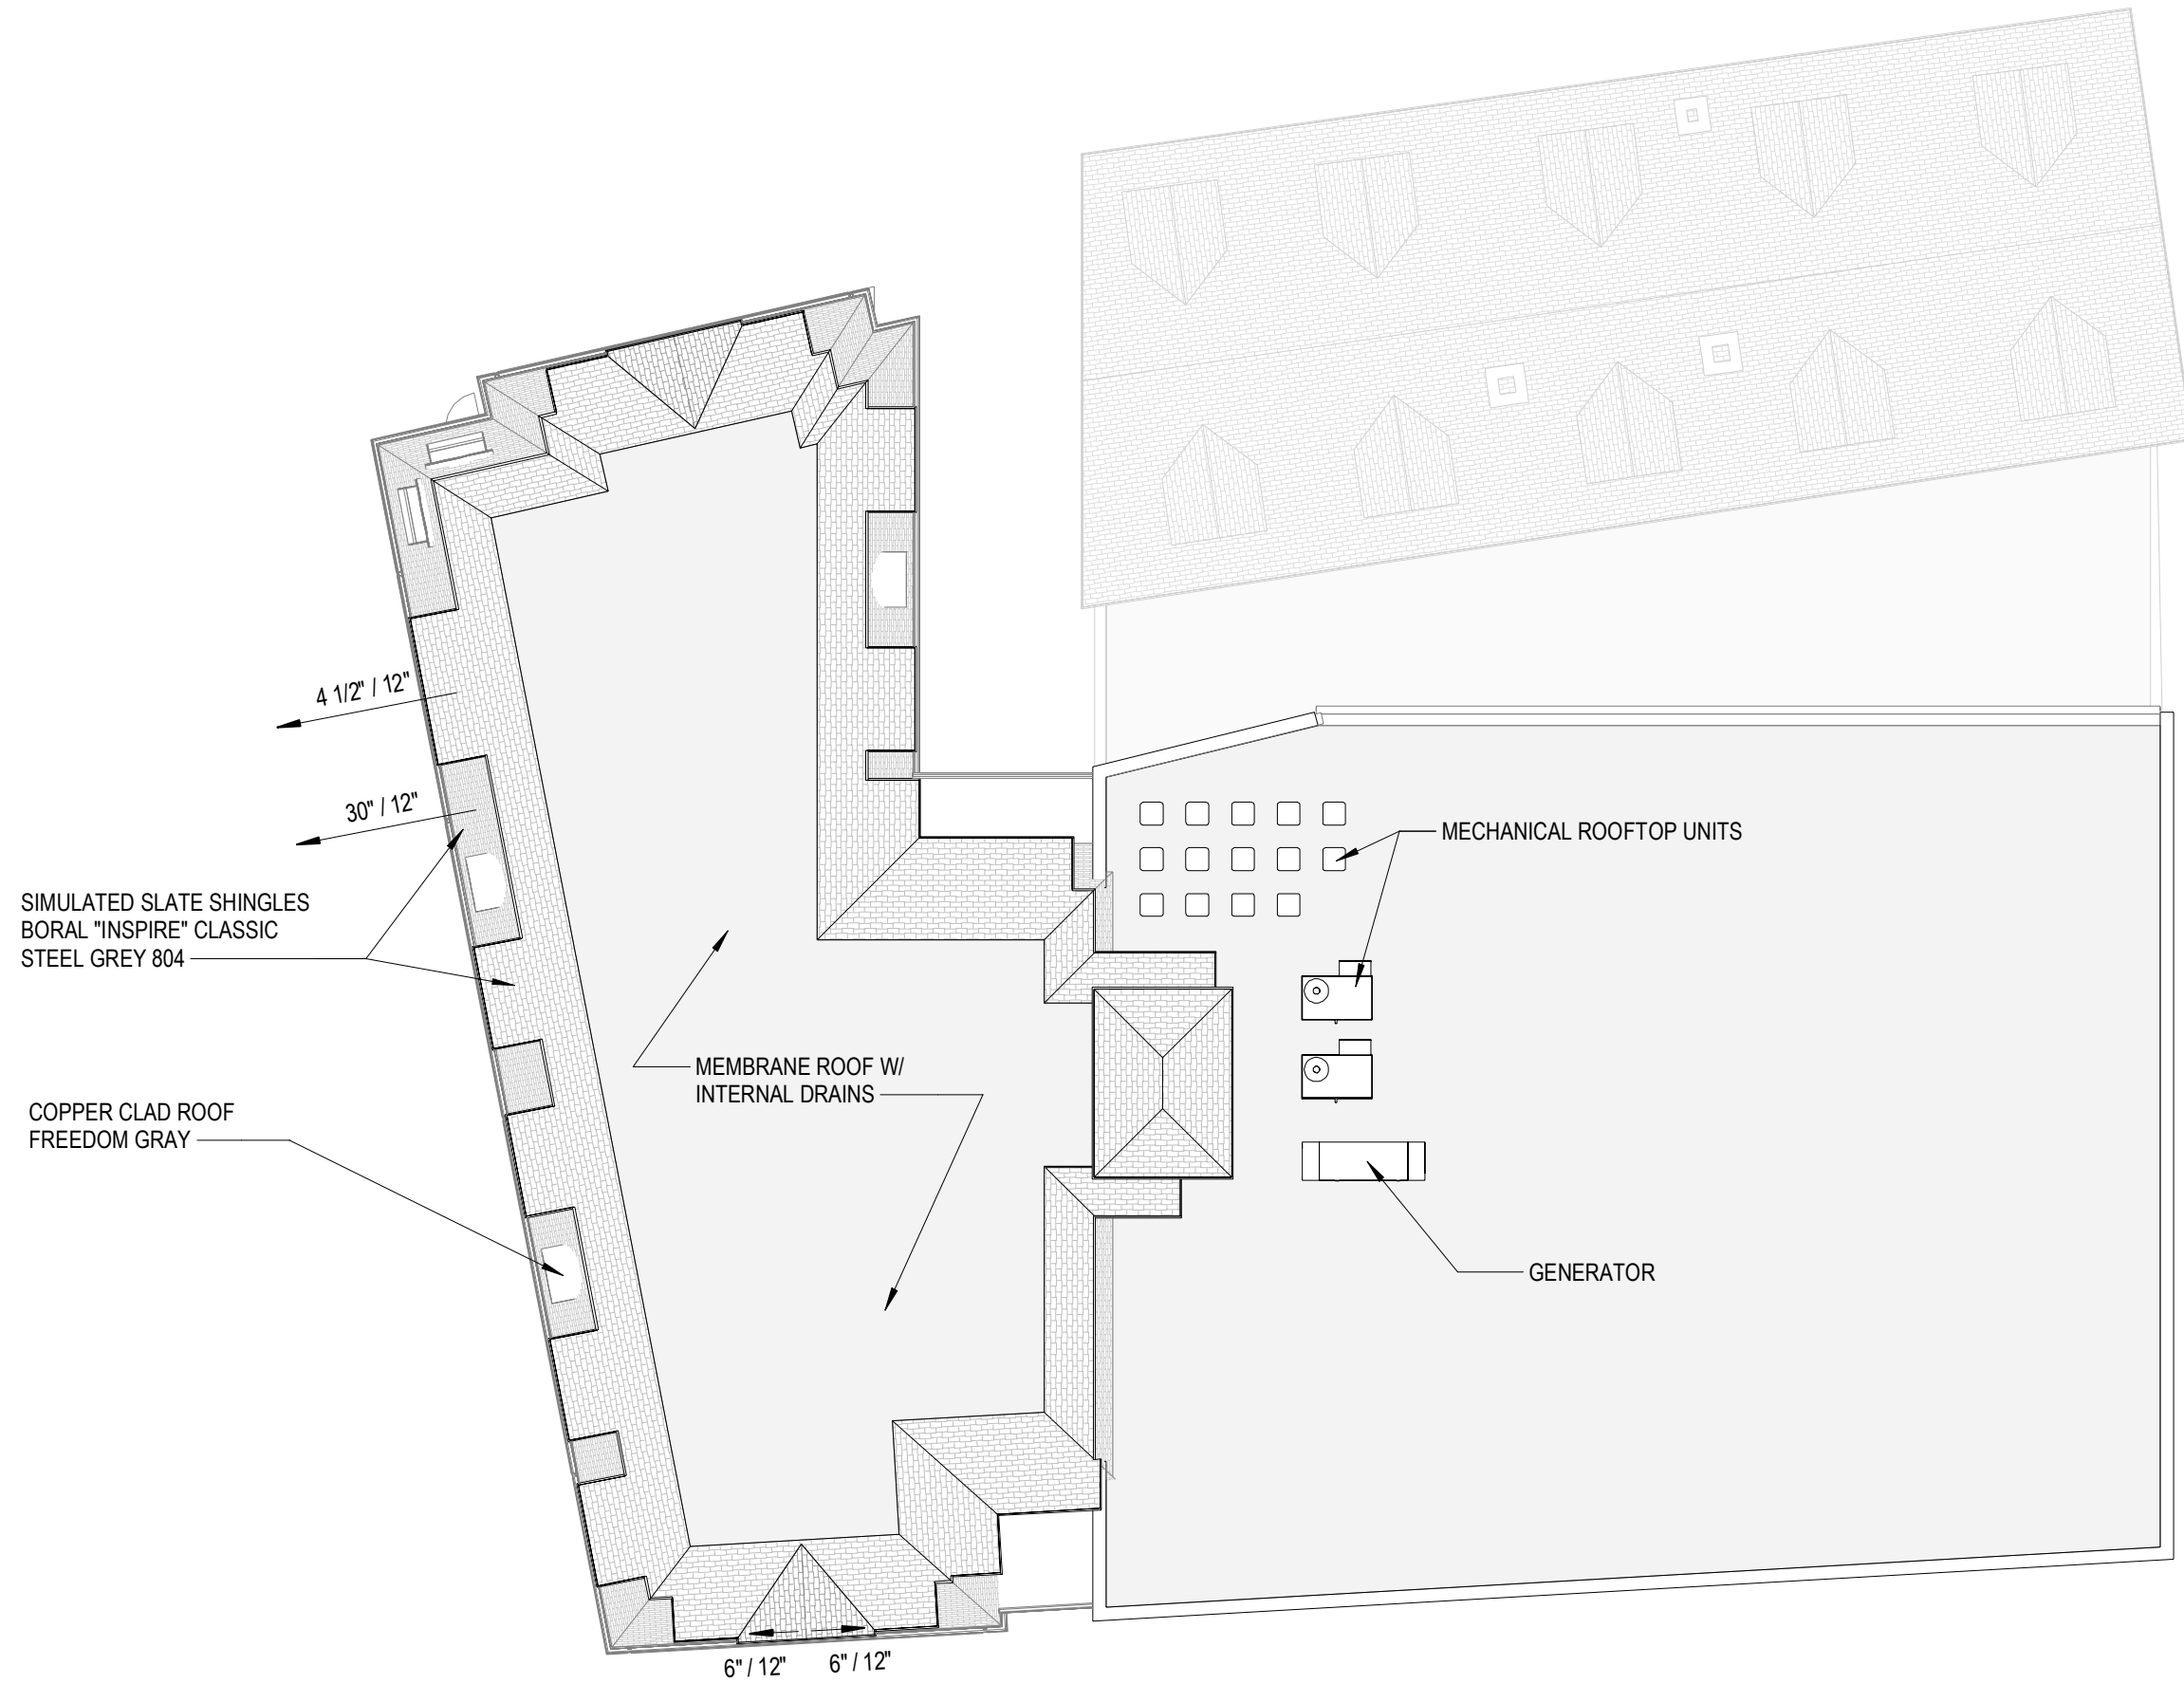 4 1/2" / 12"
30" / 12"
MECHANICAL ROOFTOP UNITS
SIMULATED SLATE SHINGLES
BORAL "INSPIRE" CLASSIC
STEEL GREY 804
MEMBRANE ROOF W/
INTERNAL DRAINS
COPPER CLAD ROOF
FREEDOM GRAY
GENERATOR
6" / 12"
6" / 12"